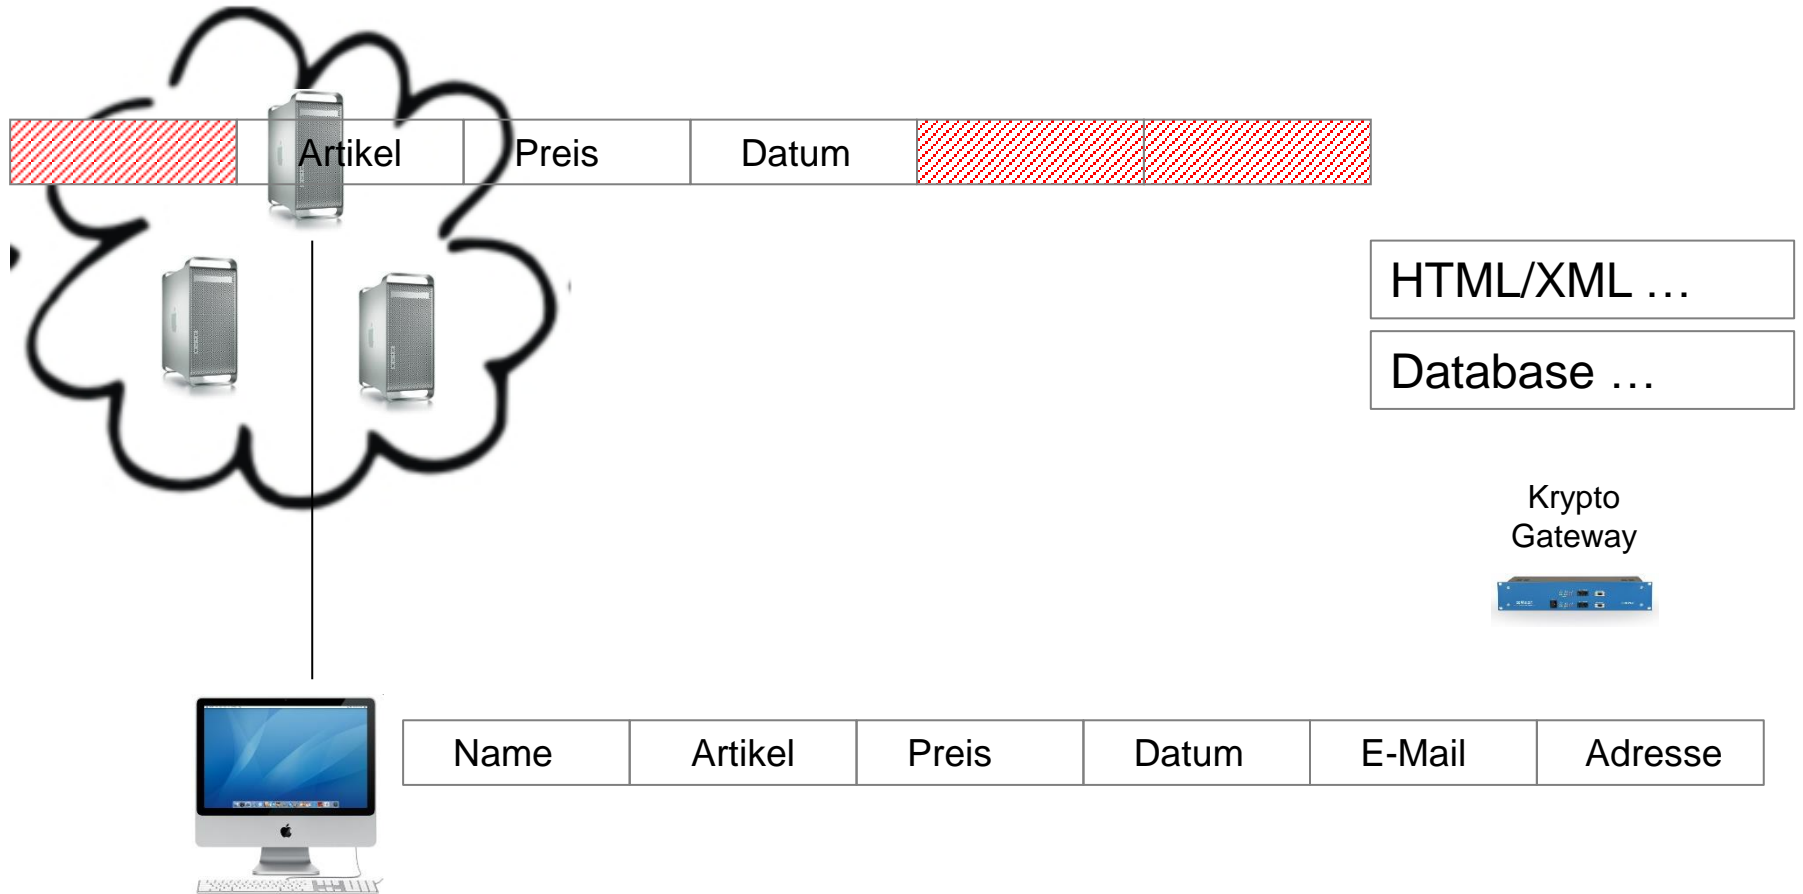 Artikel Preis Datum
HTML/XML …
Database …
Krypto
Gateway
Name Artikel Preis Datum E-Mail Adresse